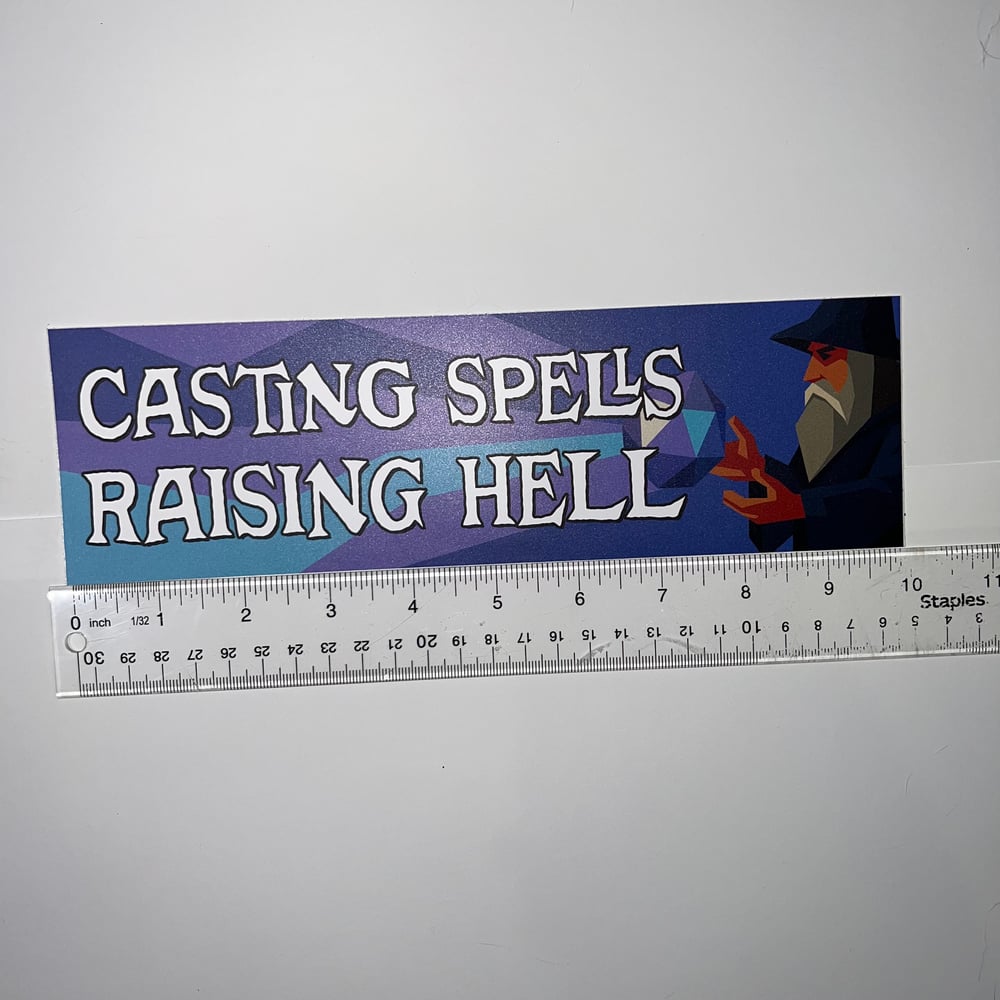 CASTING SPELLS
RAISING HELL
0 inch 1/32 1 2 3 4 5 6 7 8 9 10 11
Staples
30 29 28 27 26 25 24 23 22 21 20 19 18 17 16 15 14 13 12 11 10 9 8 7 6 5 4 3